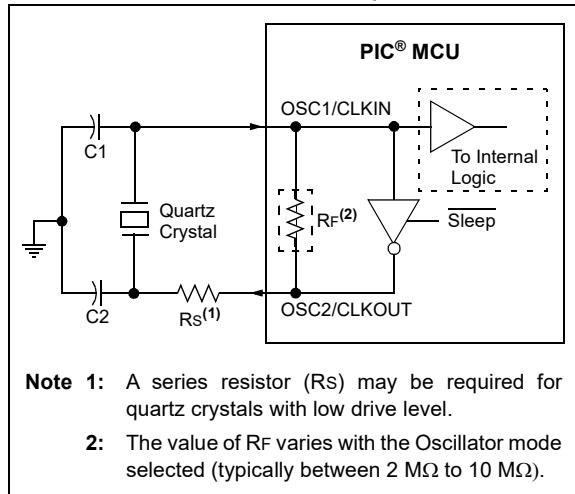 PIC® MCU
OSC1/CLKIN
C1
To Internal
Logic
Quartz
Crystal
RF(2)
Sleep
C2
RS(1)
OSC2/CLKOUT
Note 1: A series resistor (RS) may be required for
quartz crystals with low drive level.
2: The value of RF varies with the Oscillator mode
selected (typically between 2 MΩ to 10 MΩ).